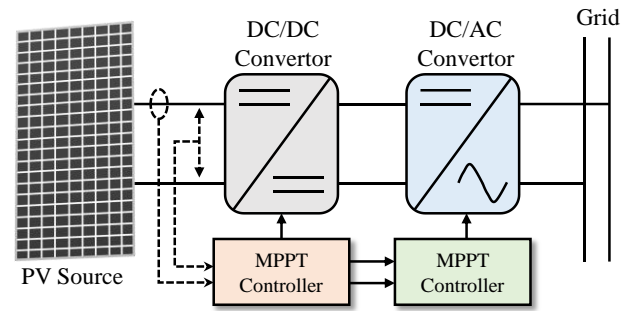 Grid
DC/DC
Convertor
DC/AC
Convertor
PV Source
MPPT
Controller
MPPT
Controller